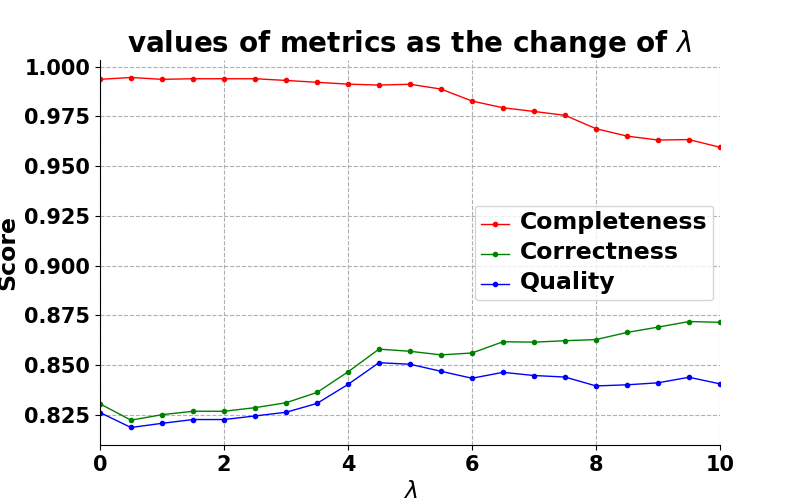 values of metrics as the change of λ
1.000
0.975
0.950
0.925
0.900
0.875
0.850
0.825
Score
Completeness
Correctness
Quality
0 2 4 6 8 10
λ